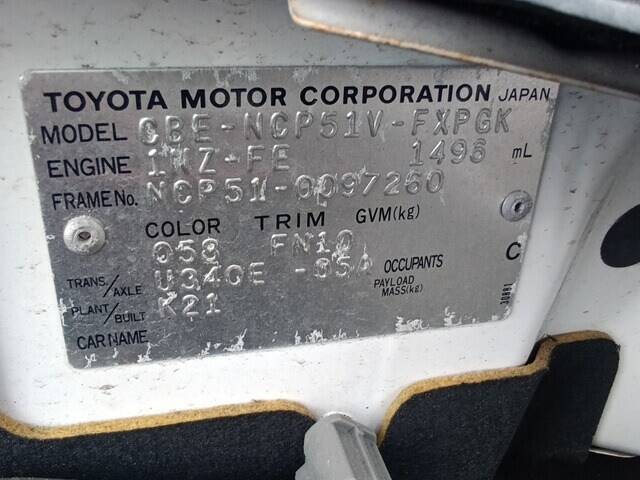 TOYOTA MOTOR CORPORATION JAPAN
MODEL CBE-NCP51V-FXPGK
ENGINE 1NZ-FE 1496 mL
FRAME No. NCP51-0097260
COLOR TRIM GVM(kg)
058 FN10
TRANS./AXLE U340E -05A OCCUPANTS C
PLANT/BUILT K21 PAYLOAD MASS(kg)
CAR NAME